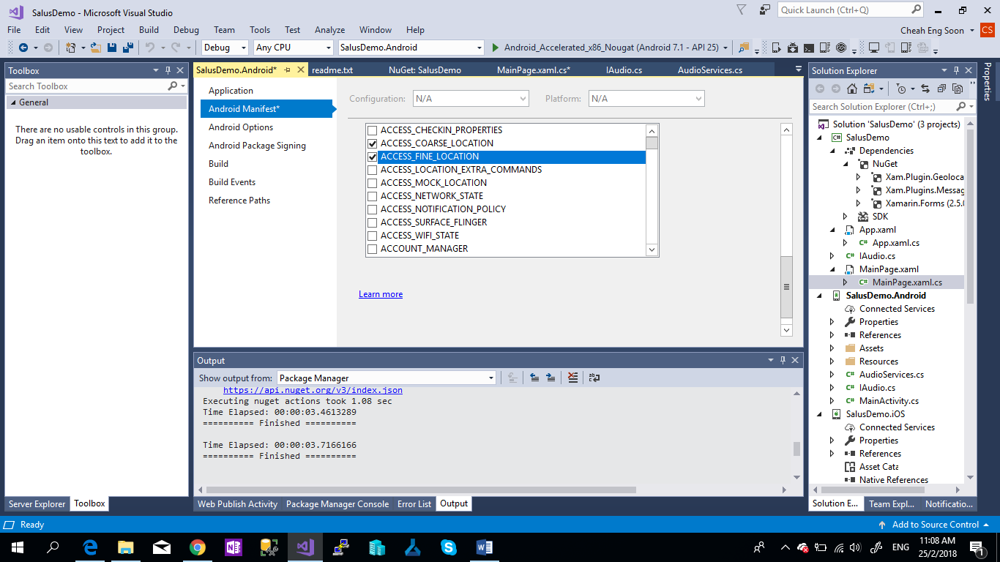 SalusDemo - Microsoft Visual Studio
Quick Launch (Ctrl+Q)
File Edit View Project Build Debug Team Tools Test Analyze Window Help
Cheah Eng Soon CS
Debug Any CPU SalusDemo.Android Android_Accelerated_x86_Nougat (Android 7.1 - API 25)
Toolbox
Search Toolbox
General
There are no usable controls in this group.
Drag an item onto this text to add it to the
toolbox.
Server Explorer Toolbox
SalusDemo.Android* readme.txt NuGet: SalusDemo MainPage.xaml.cs* IAudio.cs AudioServices.cs
Application
Android Manifest*
Android Options
Android Package Signing
Build
Build Events
Reference Paths
Configuration: N/A Platform: N/A
ACCESS_CHECKIN_PROPERTIES
ACCESS_COARSE_LOCATION
ACCESS_FINE_LOCATION
ACCESS_LOCATION_EXTRA_COMMANDS
ACCESS_MOCK_LOCATION
ACCESS_NETWORK_STATE
ACCESS_NOTIFICATION_POLICY
ACCESS_SURFACE_FLINGER
ACCESS_WIFI_STATE
ACCOUNT_MANAGER
Learn more
Output
Show output from: Package Manager
https://api.nuget.org/v3/index.json
Executing nuget actions took 1.08 sec
Time Elapsed: 00:00:03.4613289
========== Finished ==========
Time Elapsed: 00:00:03.7166166
========== Finished ==========
Web Publish Activity Package Manager Console Error List Output
Solution Explorer
Search Solution Explorer (Ctrl+;)
Solution 'SalusDemo' (3 projects)
SalusDemo
Dependencies
NuGet
Xam.Plugin.Geoloca
Xam.Plugins.Messag
Xamarin.Forms (2.5.0
SDK
App.xaml
C# App.xaml.cs
C# IAudio.cs
MainPage.xaml
C# MainPage.xaml.cs
SalusDemo.Android
Connected Services
Properties
References
Assets
Resources
C# AudioServices.cs
C# IAudio.cs
C# MainActivity.cs
SalusDemo.iOS
Connected Services
Properties
References
Asset Cata
Native References
Solution E... Team Expl... Notificatio...
Properties
Ready
Add to Source Control
ENG
11:08 AM
25/2/2018
1